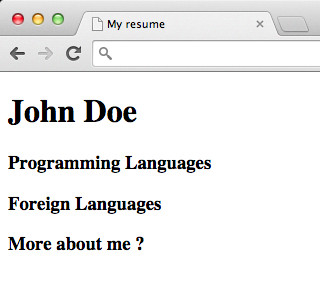 My resume
John Doe
Programming Languages
Foreign Languages
More about me ?